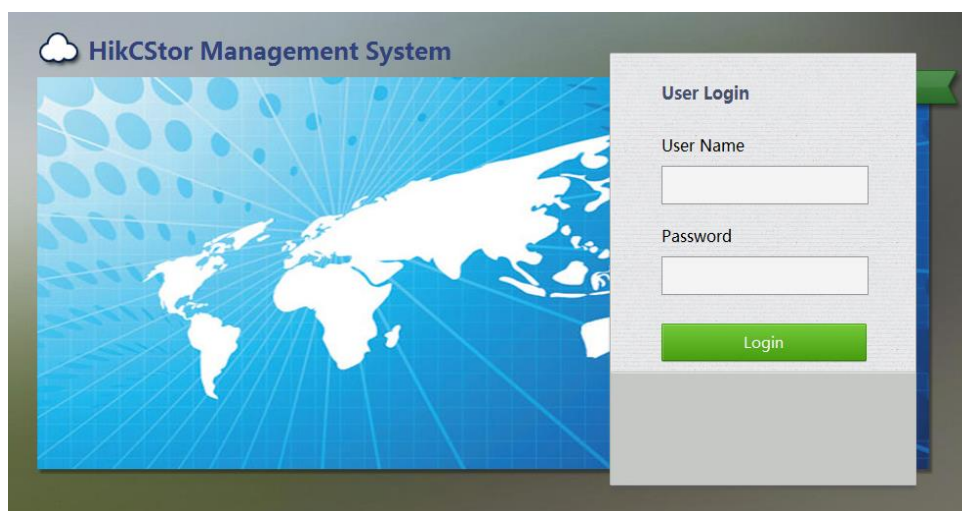 HikCStor Management System
User Login
User Name
Password
Login